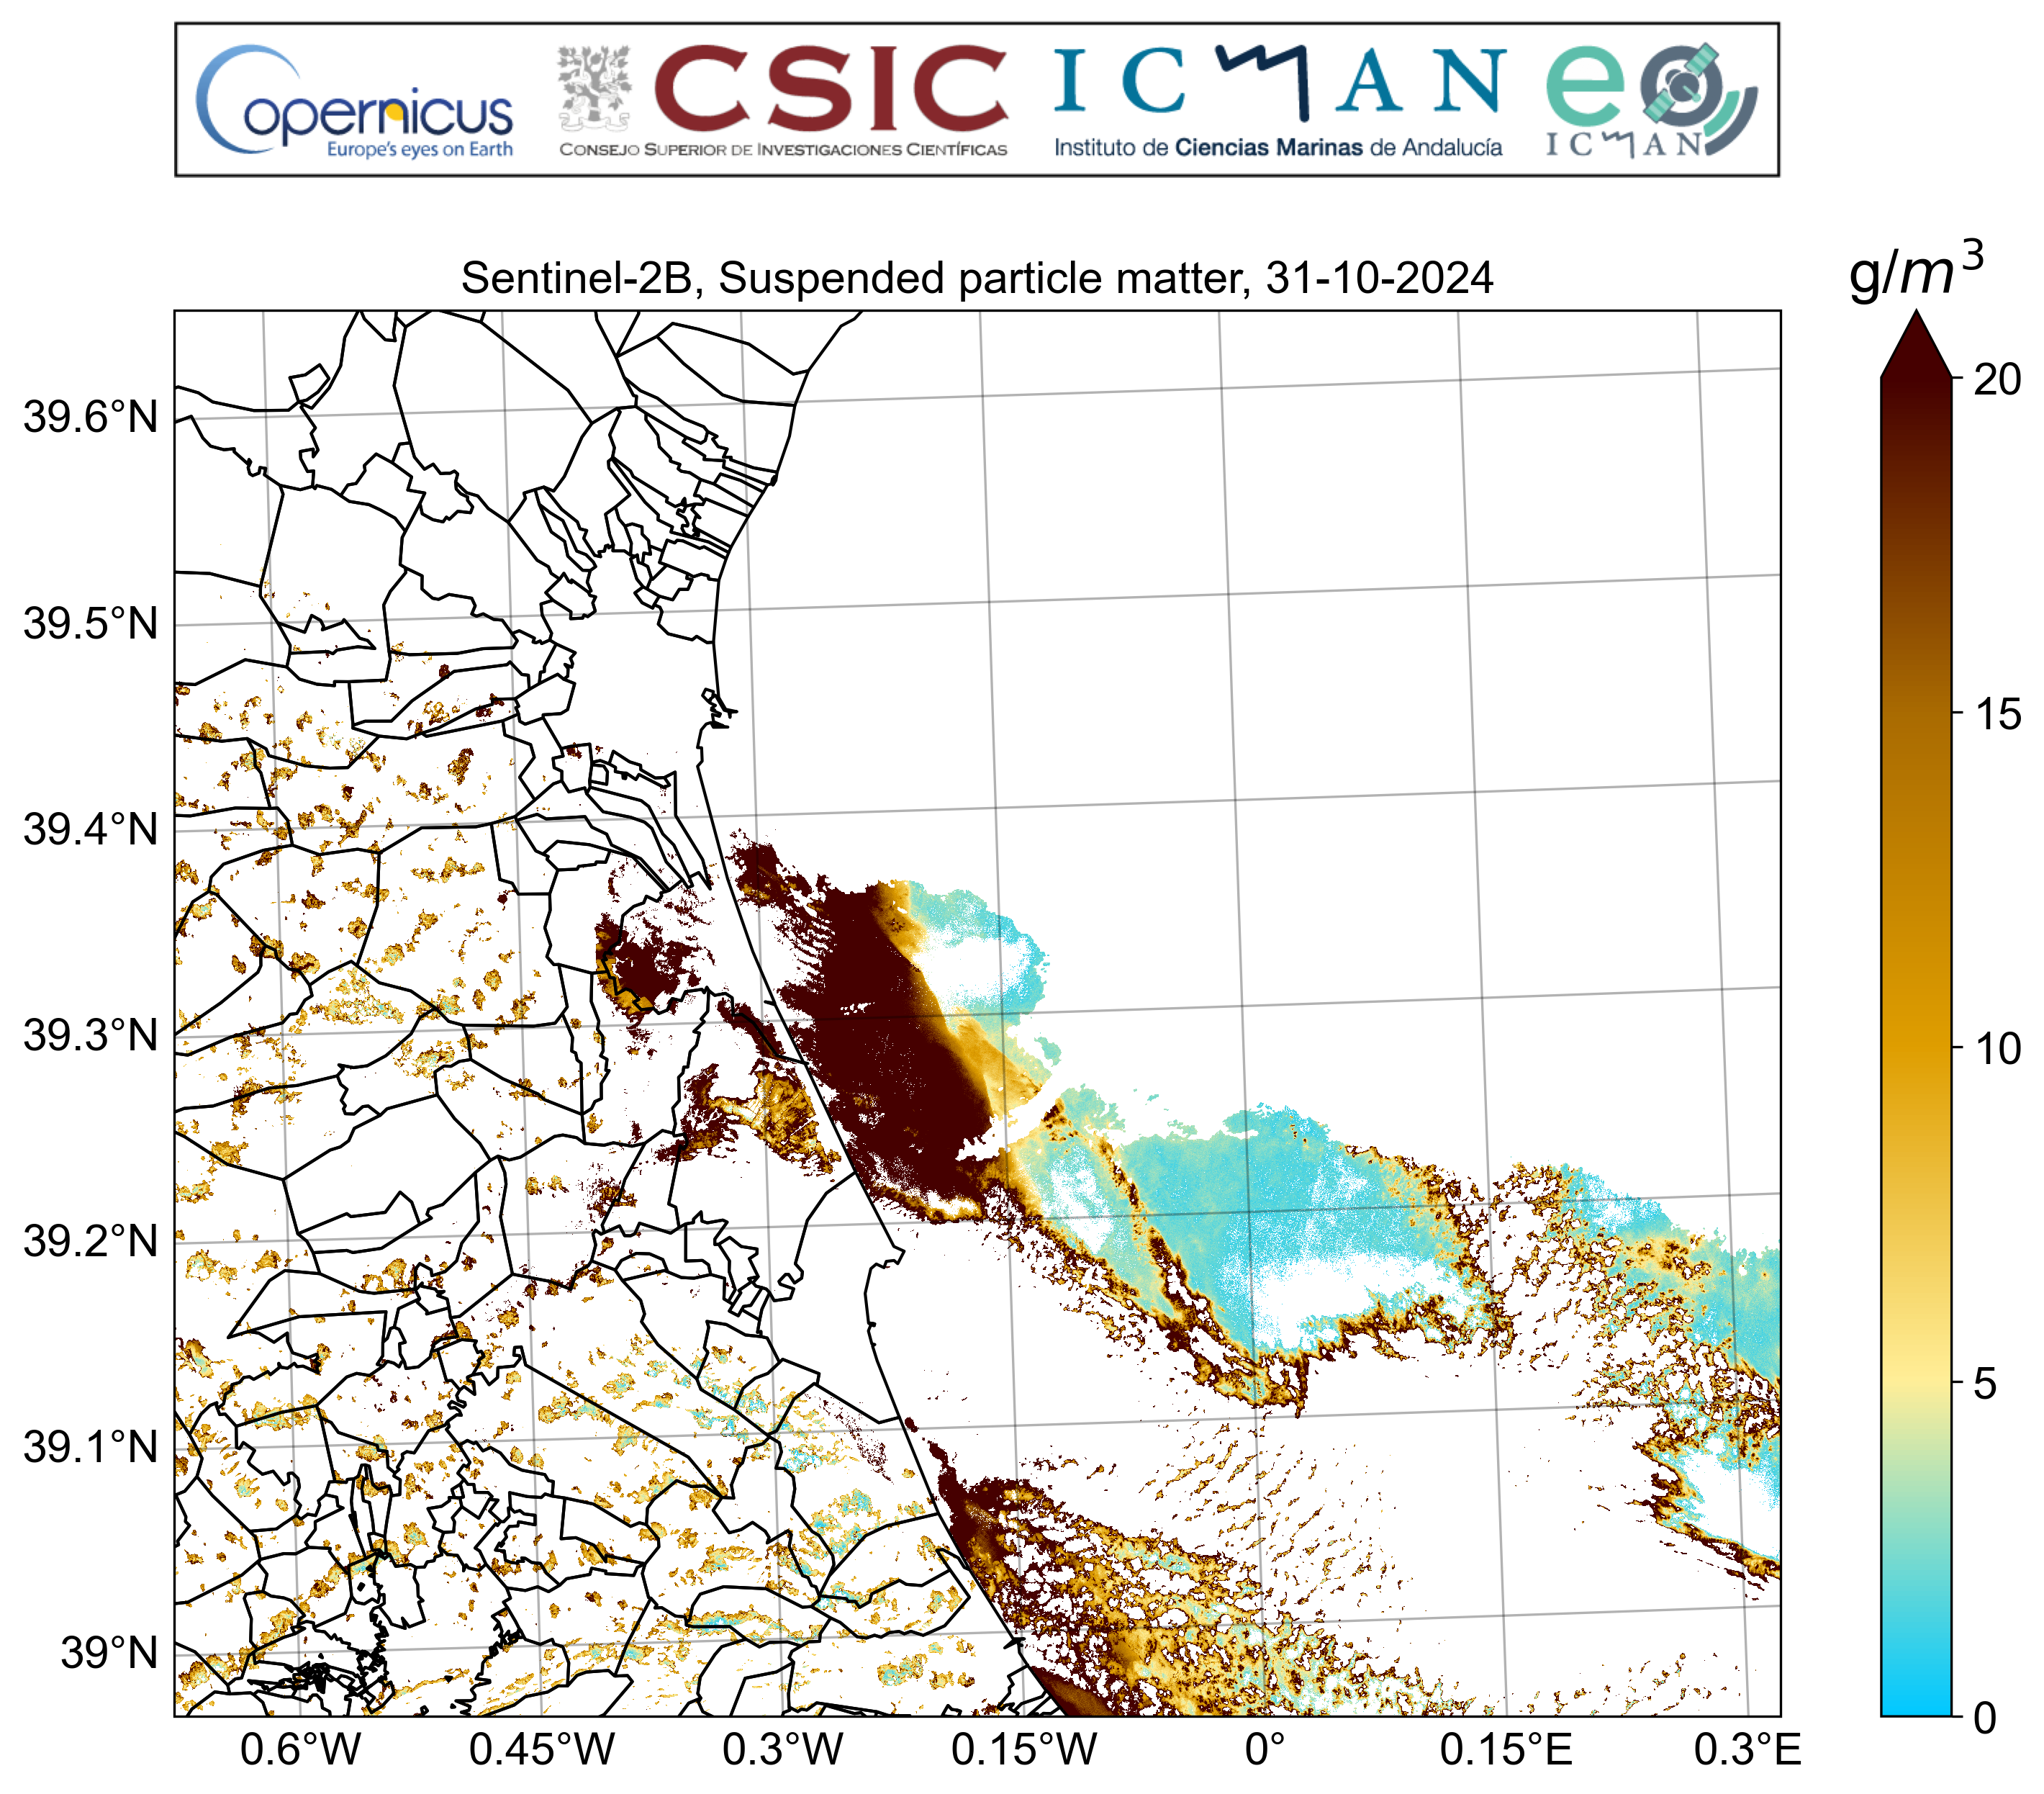 Copernicus
Europe's eyes on Earth
CSIC
CONSEJO SUPERIOR DE INVESTIGACIONES CIENTÍFICAS
ICMAN
Instituto de Ciencias Marinas de Andalucía
eo
ICMAN
Sentinel-2B, Suspended particle matter, 31-10-2024
g/m³
39.6°N
39.5°N
39.4°N
39.3°N
39.2°N
39.1°N
39°N
0.6°W
0.45°W
0.3°W
0.15°W
0°
0.15°E
0.3°E
20
15
10
5
0